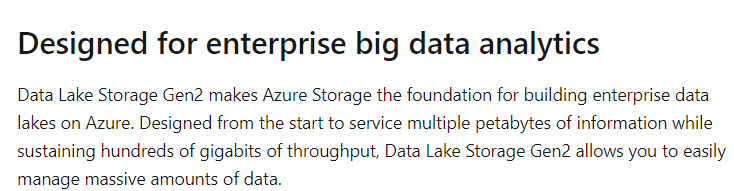 Designed for enterprise big data analytics
Data Lake Storage Gen2 makes Azure Storage the foundation for building enterprise data
lakes on Azure. Designed from the start to service multiple petabytes of information while
sustaining hundreds of gigabits of throughput, Data Lake Storage Gen2 allows you to easily
manage massive amounts of data.